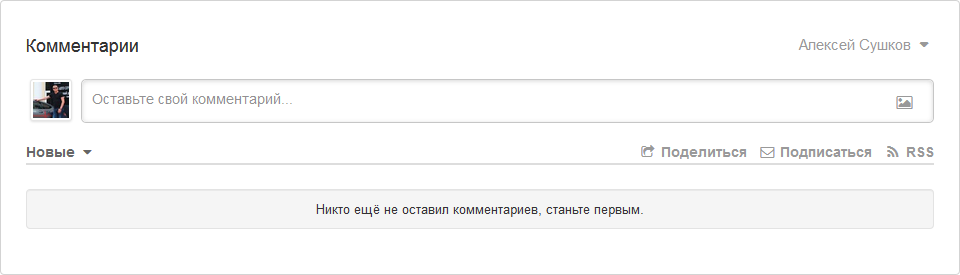 Комментарии
Алексей Сушков
Оставьте свой комментарий...
Новые
Поделиться Подписаться RSS
Никто ещё не оставил комментариев, станьте первым.